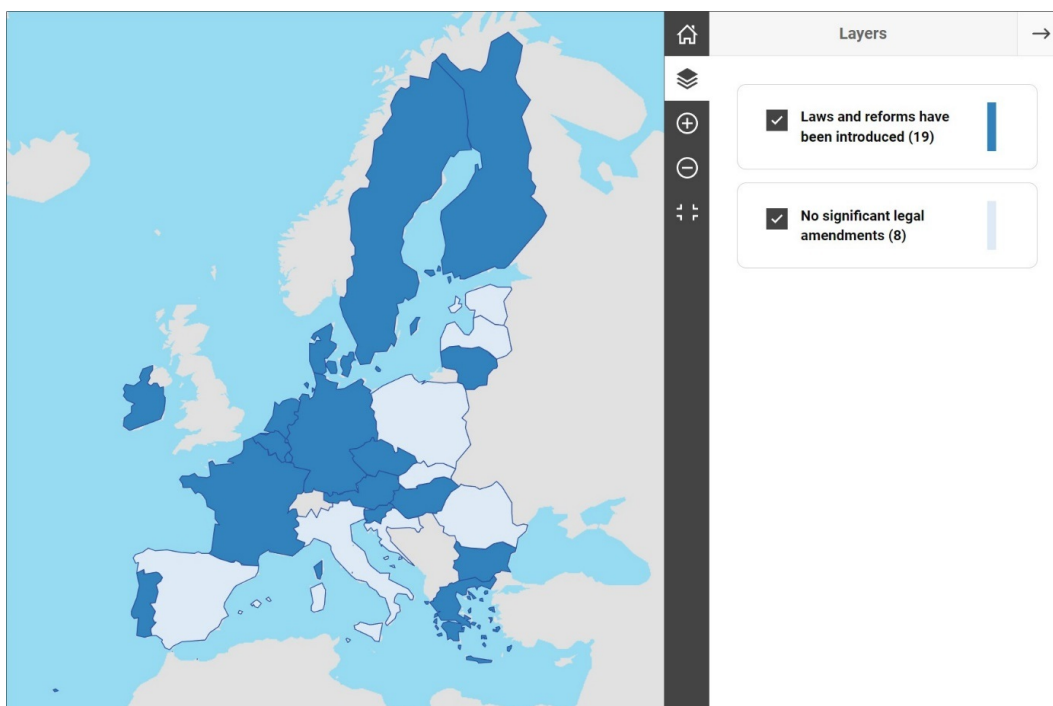 Layers
Laws and reforms have
been introduced (19)
No significant legal
amendments (8)